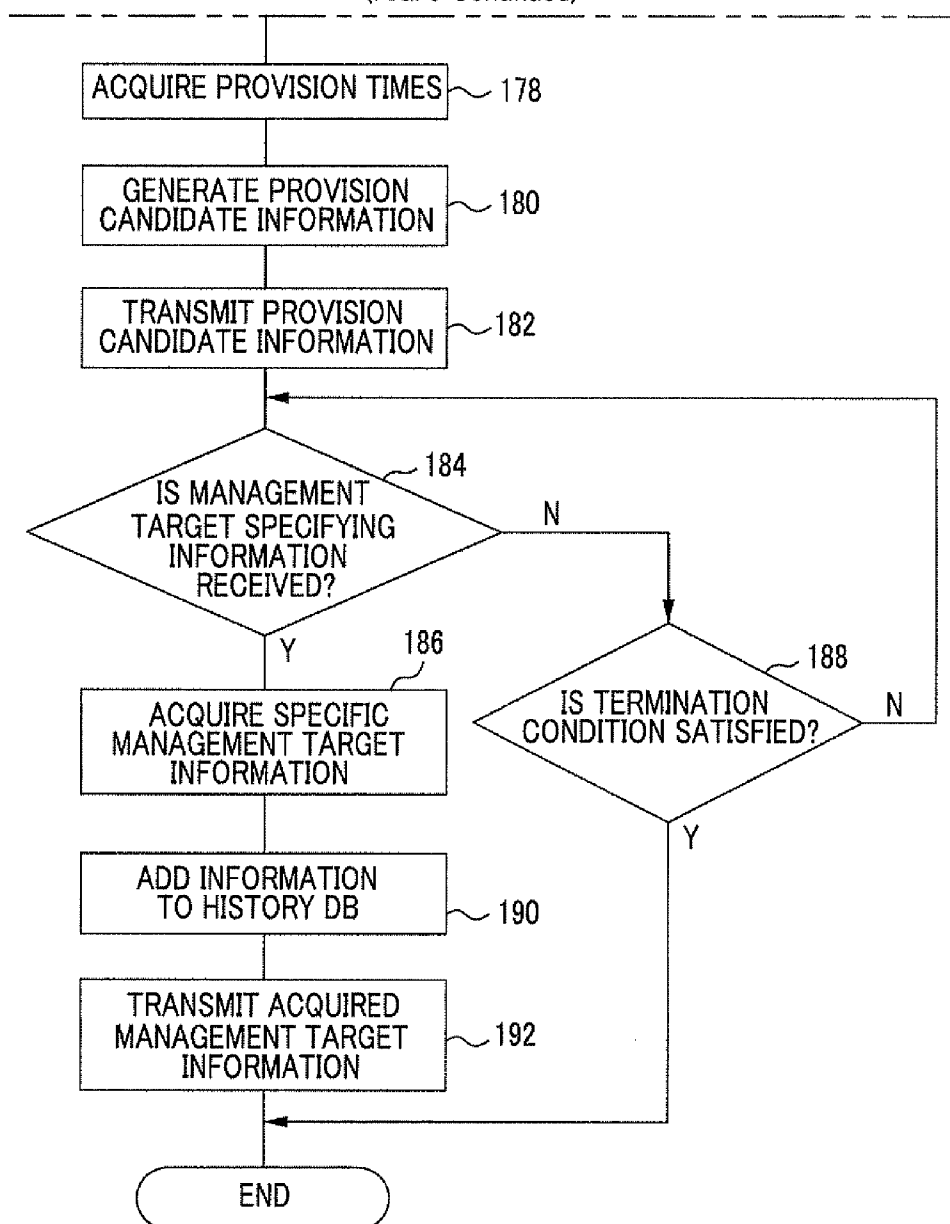 ACQUIRE PROVISION TIMES
178
GENERATE PROVISION
CANDIDATE INFORMATION
180
TRANSMIT PROVISION
CANDIDATE INFORMATION
182
184
IS MANAGEMENT
TARGET SPECIFYING
INFORMATION
RECEIVED?
N
Y
186
188
ACQUIRE SPECIFIC
MANAGEMENT TARGET
INFORMATION
IS TERMINATION
CONDITION SATISFIED?
N
Y
ADD INFORMATION
TO HISTORY DB
190
TRANSMIT ACQUIRED
MANAGEMENT TARGET
INFORMATION
192
END